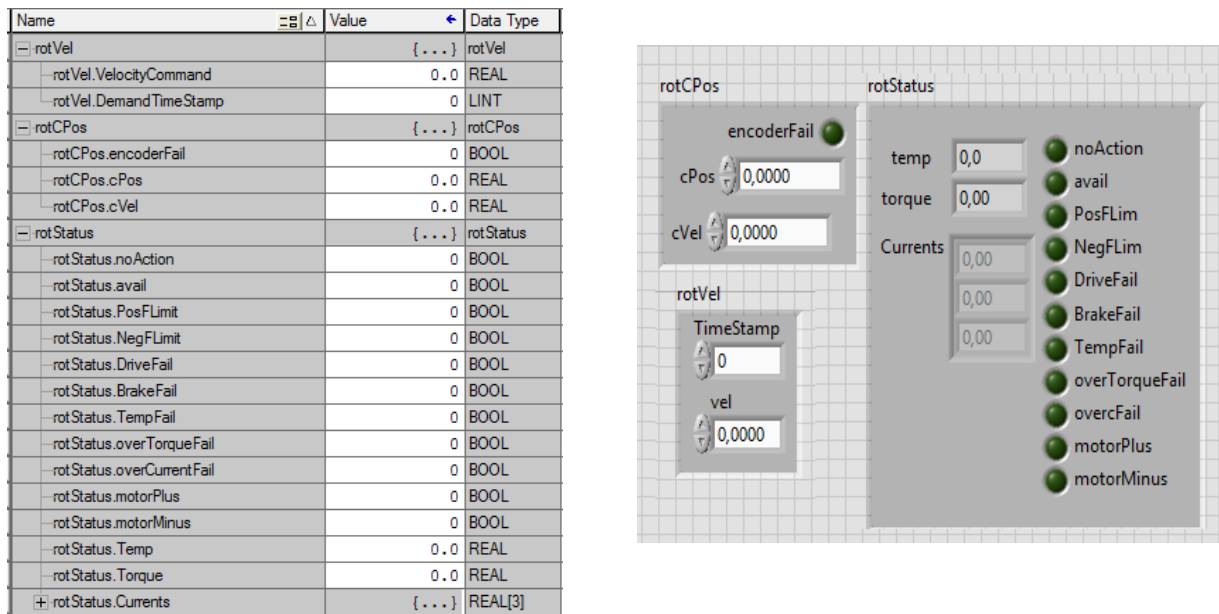 Name Value Data Type
rotVel {...} rotVel
rotVel.VelocityCommand 0.0 REAL
rotVel.DemandTimeStamp 0 LINT
rotCPos {...} rotCPos
rotCPos.encoderFail 0 BOOL
rotCPos.cPos 0.0 REAL
rotCPos.cVel 0.0 REAL
rotStatus {...} rotStatus
rotStatus.noAction 0 BOOL
rotStatus.avail 0 BOOL
rotStatus.PosFLimit 0 BOOL
rotStatus.NegFLimit 0 BOOL
rotStatus.DriveFail 0 BOOL
rotStatus.BrakeFail 0 BOOL
rotStatus.TempFail 0 BOOL
rotStatus.overTorqueFail 0 BOOL
rotStatus.overCurrentFail 0 BOOL
rotStatus.motorPlus 0 BOOL
rotStatus.motorMinus 0 BOOL
rotStatus.Temp 0.0 REAL
rotStatus.Torque 0.0 REAL
rotStatus.Currents {...} REAL[3]
rotCPos
encoderFail
cPos 0,0000
cVel 0,0000
rotVel
TimeStamp
0
vel
0,0000
rotStatus
temp 0,0
torque 0,00
Currents 0,00
0,00
0,00
noAction
avail
PosFLim
NegFLim
DriveFail
BrakeFail
TempFail
overTorqueFail
overcFail
motorPlus
motorMinus